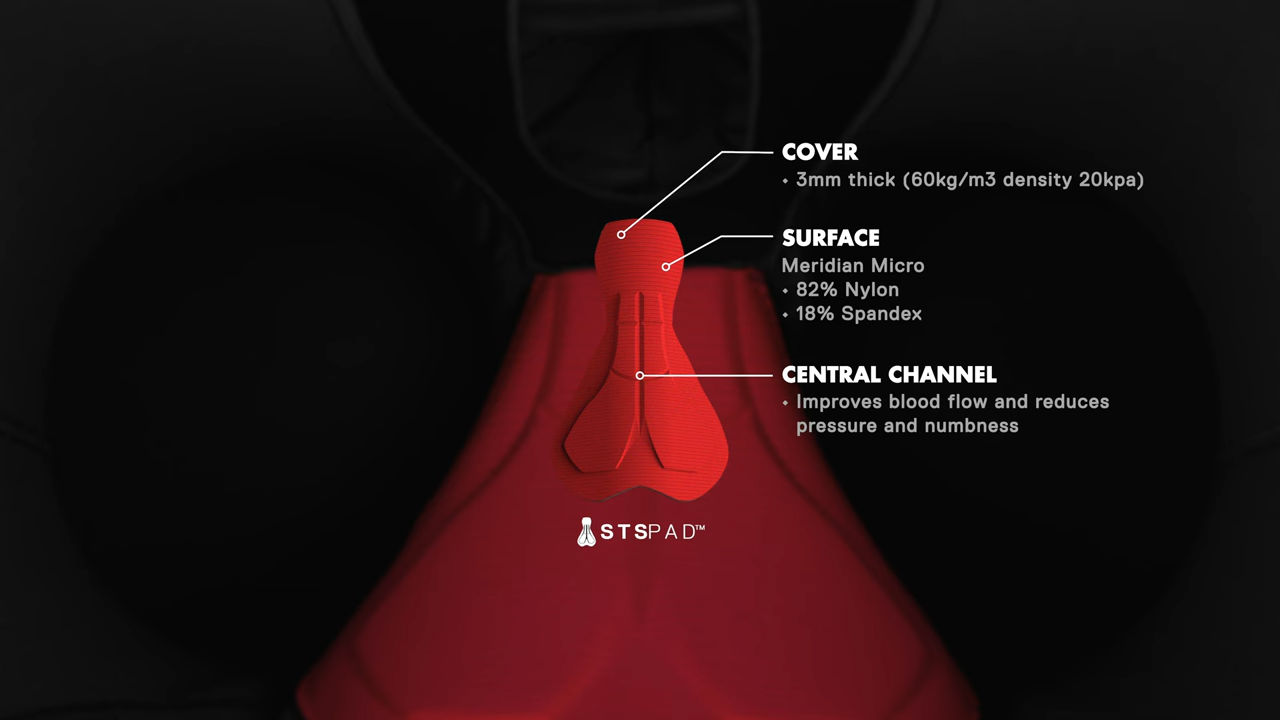 COVER
• 3mm thick (60kg/m3 density 20kpa)
SURFACE
Meridian Micro
• 82% Nylon
• 18% Spandex
CENTRAL CHANNEL
• Improves blood flow and reduces
pressure and numbness
STSPAD™